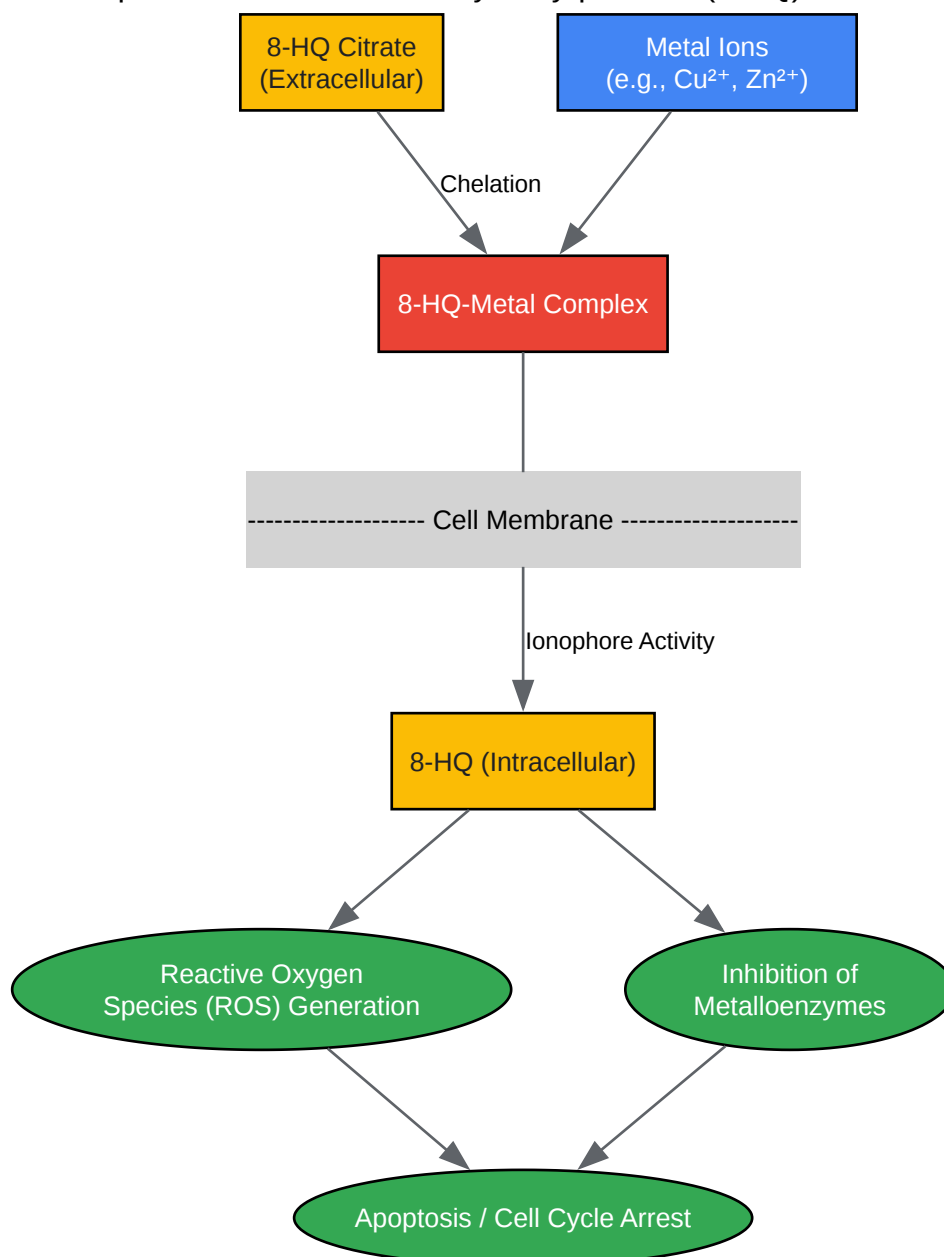 8-HQ Citrate
(Extracellular)
Metal Ions
(e.g., Cu²⁺, Zn²⁺)
Chelation
8-HQ-Metal Complex
-------------------- Cell Membrane --------------------
Ionophore Activity
8-HQ (Intracellular)
Reactive Oxygen
Species (ROS) Generation
Inhibition of
Metalloenzymes
Apoptosis / Cell Cycle Arrest